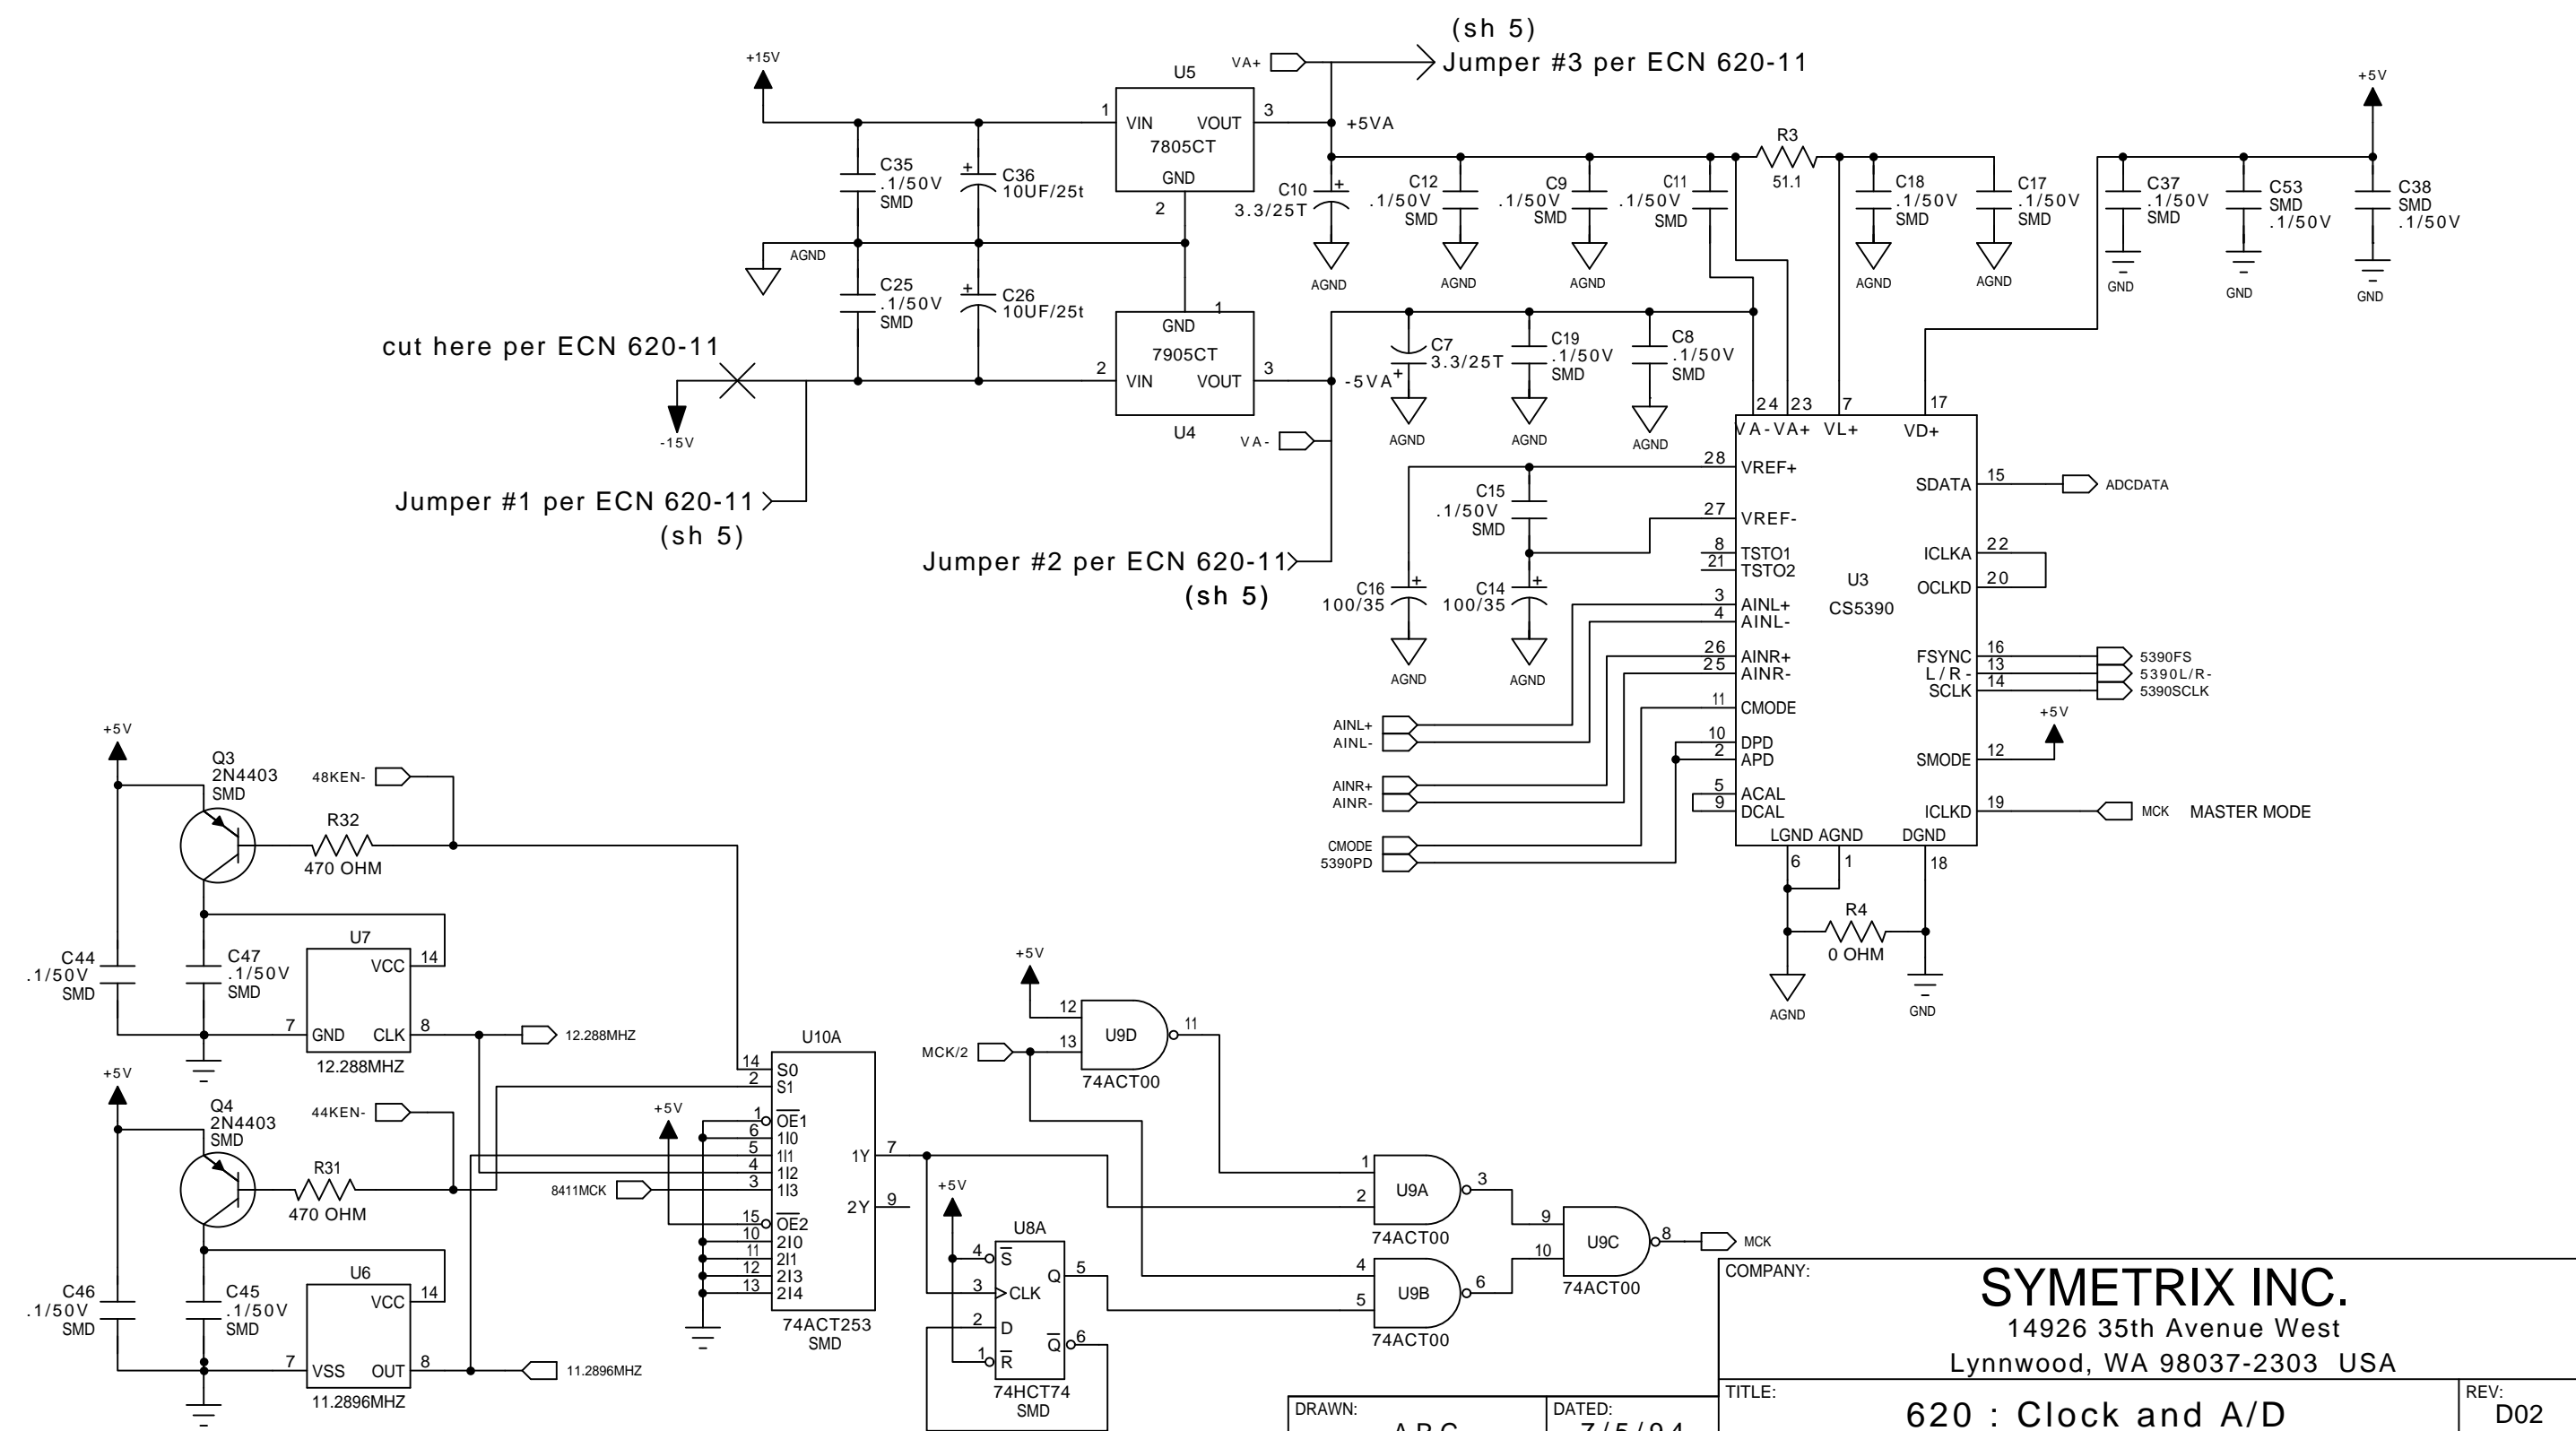 (sh 5)
Jumper #3 per ECN 620-11
VA+
+15V
U5
+5V
1
VIN
VOUT
3
+5VA
7805CT
GND
2
C35
.1/50V
SMD
+
C36
10UF/25t
C10
3.3/25T
+
AGND
C12
.1/50V
SMD
AGND
C9
.1/50V
SMD
AGND
C11
.1/50V
SMD
R3
51.1
C18
.1/50V
SMD
AGND
C17
.1/50V
SMD
AGND
C37
.1/50V
SMD
GND
C53
SMD
.1/50V
GND
C38
SMD
.1/50V
GND
AGND
C25
.1/50V
SMD
+
C26
10UF/25t
1
GND
7905CT
2
VIN
VOUT
3
U4
-5VA
VA-
C7
3.3/25T
+
AGND
C19
.1/50V
SMD
AGND
C8
.1/50V
SMD
AGND
cut here per ECN 620-11
-15V
Jumper #1 per ECN 620-11
(sh 5)
Jumper #2 per ECN 620-11
(sh 5)
24
23
7
17
VA-
VA+
VL+
VD+
28
VREF+
27
VREF-
8
TSTO1
21
TSTO2
3
AINL+
4
AINL-
26
AINR+
25
AINR-
11
CMODE
10
DPD
2
APD
5
ACAL
9
DCAL
U3
CS5390
SDATA
15
ADCDATA
ICLKA
22
OCLKD
20
FSYNC
16
5390FS
L/R-
13
5390L/R-
SCLK
14
5390SCLK
+5V
SMODE
12
ICLKD
19
MCK
MASTER MODE
LGND
AGND
DGND
6
1
18
R4
0 OHM
AGND
GND
C15
.1/50V
SMD
C16
100/35
+
AGND
C14
100/35
+
AGND
AINL+
AINL-
AINR+
AINR-
CMODE
5390PD
+5V
Q3
2N4403
SMD
48KEN-
R32
470 OHM
C44
.1/50V
SMD
C47
.1/50V
SMD
U7
VCC
14
7
GND
CLK
8
12.288MHZ
12.288MHZ
+5V
Q4
2N4403
SMD
44KEN-
R31
470 OHM
C46
.1/50V
SMD
C45
.1/50V
SMD
U6
VCC
14
7
VSS
OUT
8
11.2896MHZ
11.2896MHZ
+5V
8411MCK
U10A
14
S0
2
S1
1
OE1
6
1I0
5
1I1
4
1I2
3
1I3
15
OE2
10
2I0
11
2I1
12
2I3
13
2I4
1Y
7
2Y
9
74ACT253
SMD
+5V
MCK/2
12
13
U9D
11
74ACT00
+5V
U8A
4
S
3
CLK
2
D
1
R
Q
5
Q
6
74HCT74
SMD
1
2
U9A
3
74ACT00
4
5
U9B
6
74ACT00
9
10
U9C
8
74ACT00
MCK
COMPANY:
SYMETRIX INC.
14926 35th Avenue West
Lynnwood, WA 98037-2303 USA
TITLE:
620 : Clock and A/D
REV:
D02
DRAWN:
DATED:
7/5/94